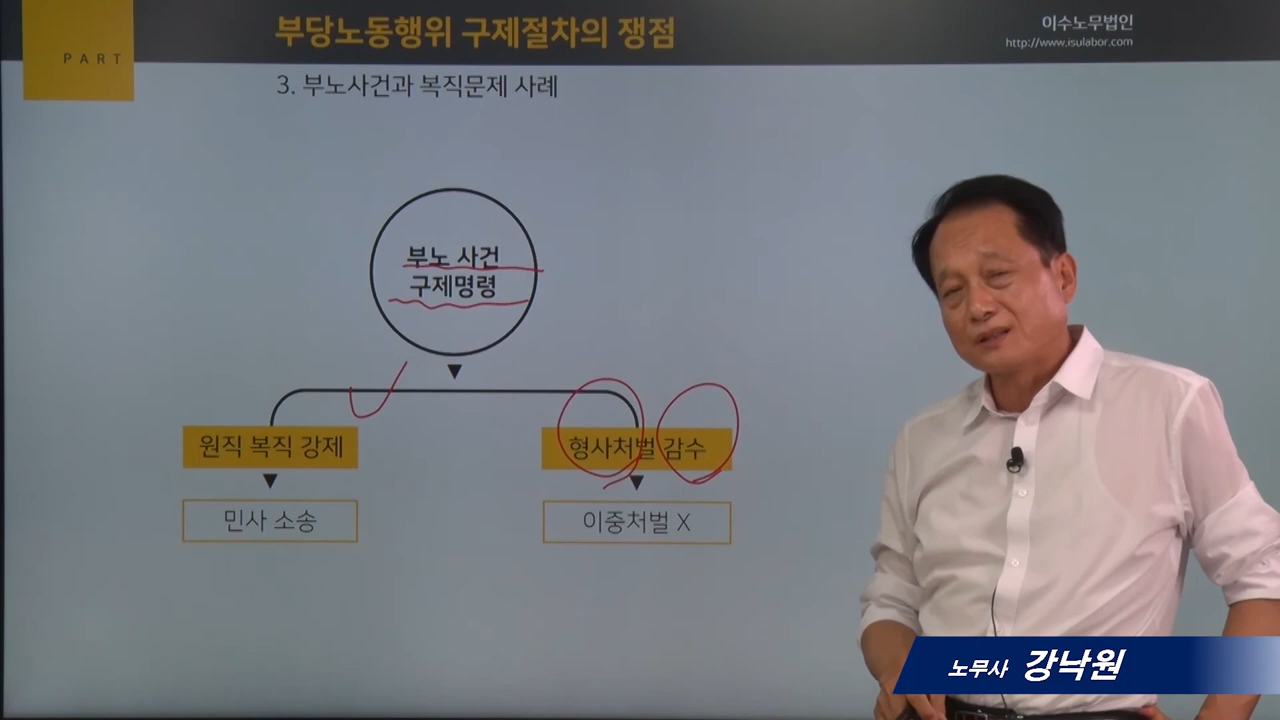 PART
부당노동행위 구제절차의 쟁점
이수노무법인
http://www.isulabor.com
3. 부노사건과 복직문제 사례
부노 사건
구제명령
원직 복직 강제
형사처벌 감수
민사 소송
이중처벌 X
노무사 강낙원